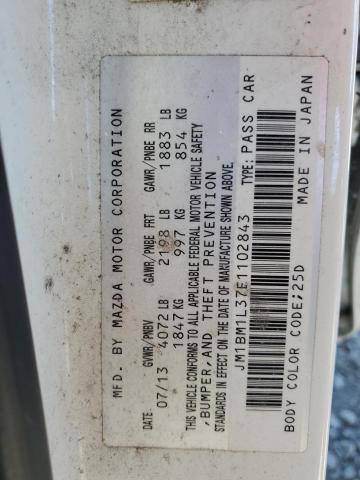 MFD. BY MAZDA MOTOR CORPORATION
DATE GVWR/PNBV GAWR/PNBE FRT GAWR/PNBE RR
07/13 4072 LB 2198 LB 1883 LB
1847 KG 997 KG 854 KG
THIS VEHICLE CONFORMS TO ALL APPLICABLE FEDERAL MOTOR VEHICLE SAFETY
,BUMPER,AND THEFT PREVENTION
STANDARDS IN EFFECT ON THE DATE OF MANUFACTURE SHOWN ABOVE.
JM1BM1L37E1102843 TYPE: PASS CAR
BODY COLOR CODE:25D MADE IN JAPAN